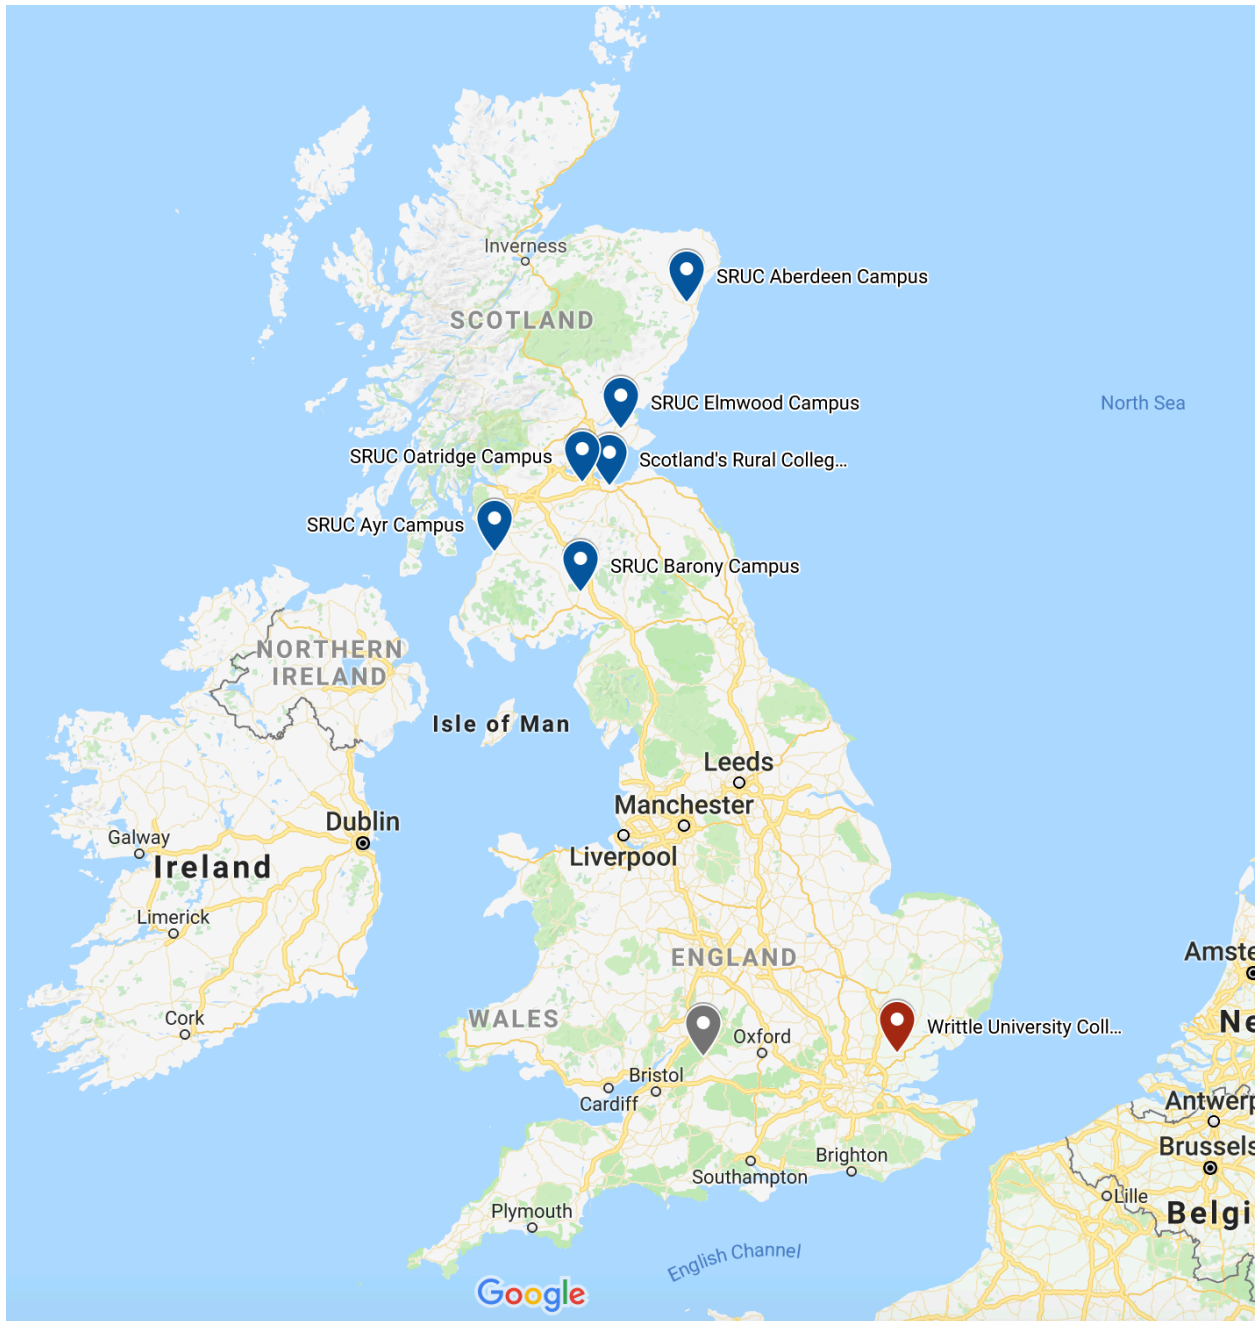 Inverness
SRUC Aberdeen Campus
SCOTLAND
SRUC Elmwood Campus
North Sea
SRUC Oatridge Campus
Scotland's Rural Colleg...
SRUC Ayr Campus
SRUC Barony Campus
NORTHERN
IRELAND
Isle of Man
Leeds
Manchester
Dublin
Galway
Liverpool
Ireland
Limerick
ENGLAND
Amste
Cork
WALES
Oxford
Writtle University Coll...
Ne
Bristol
Cardiff
Antwerp
Brussels
Brighton
Southampton
Lille
Plymouth
Belgi
English Channel
Google